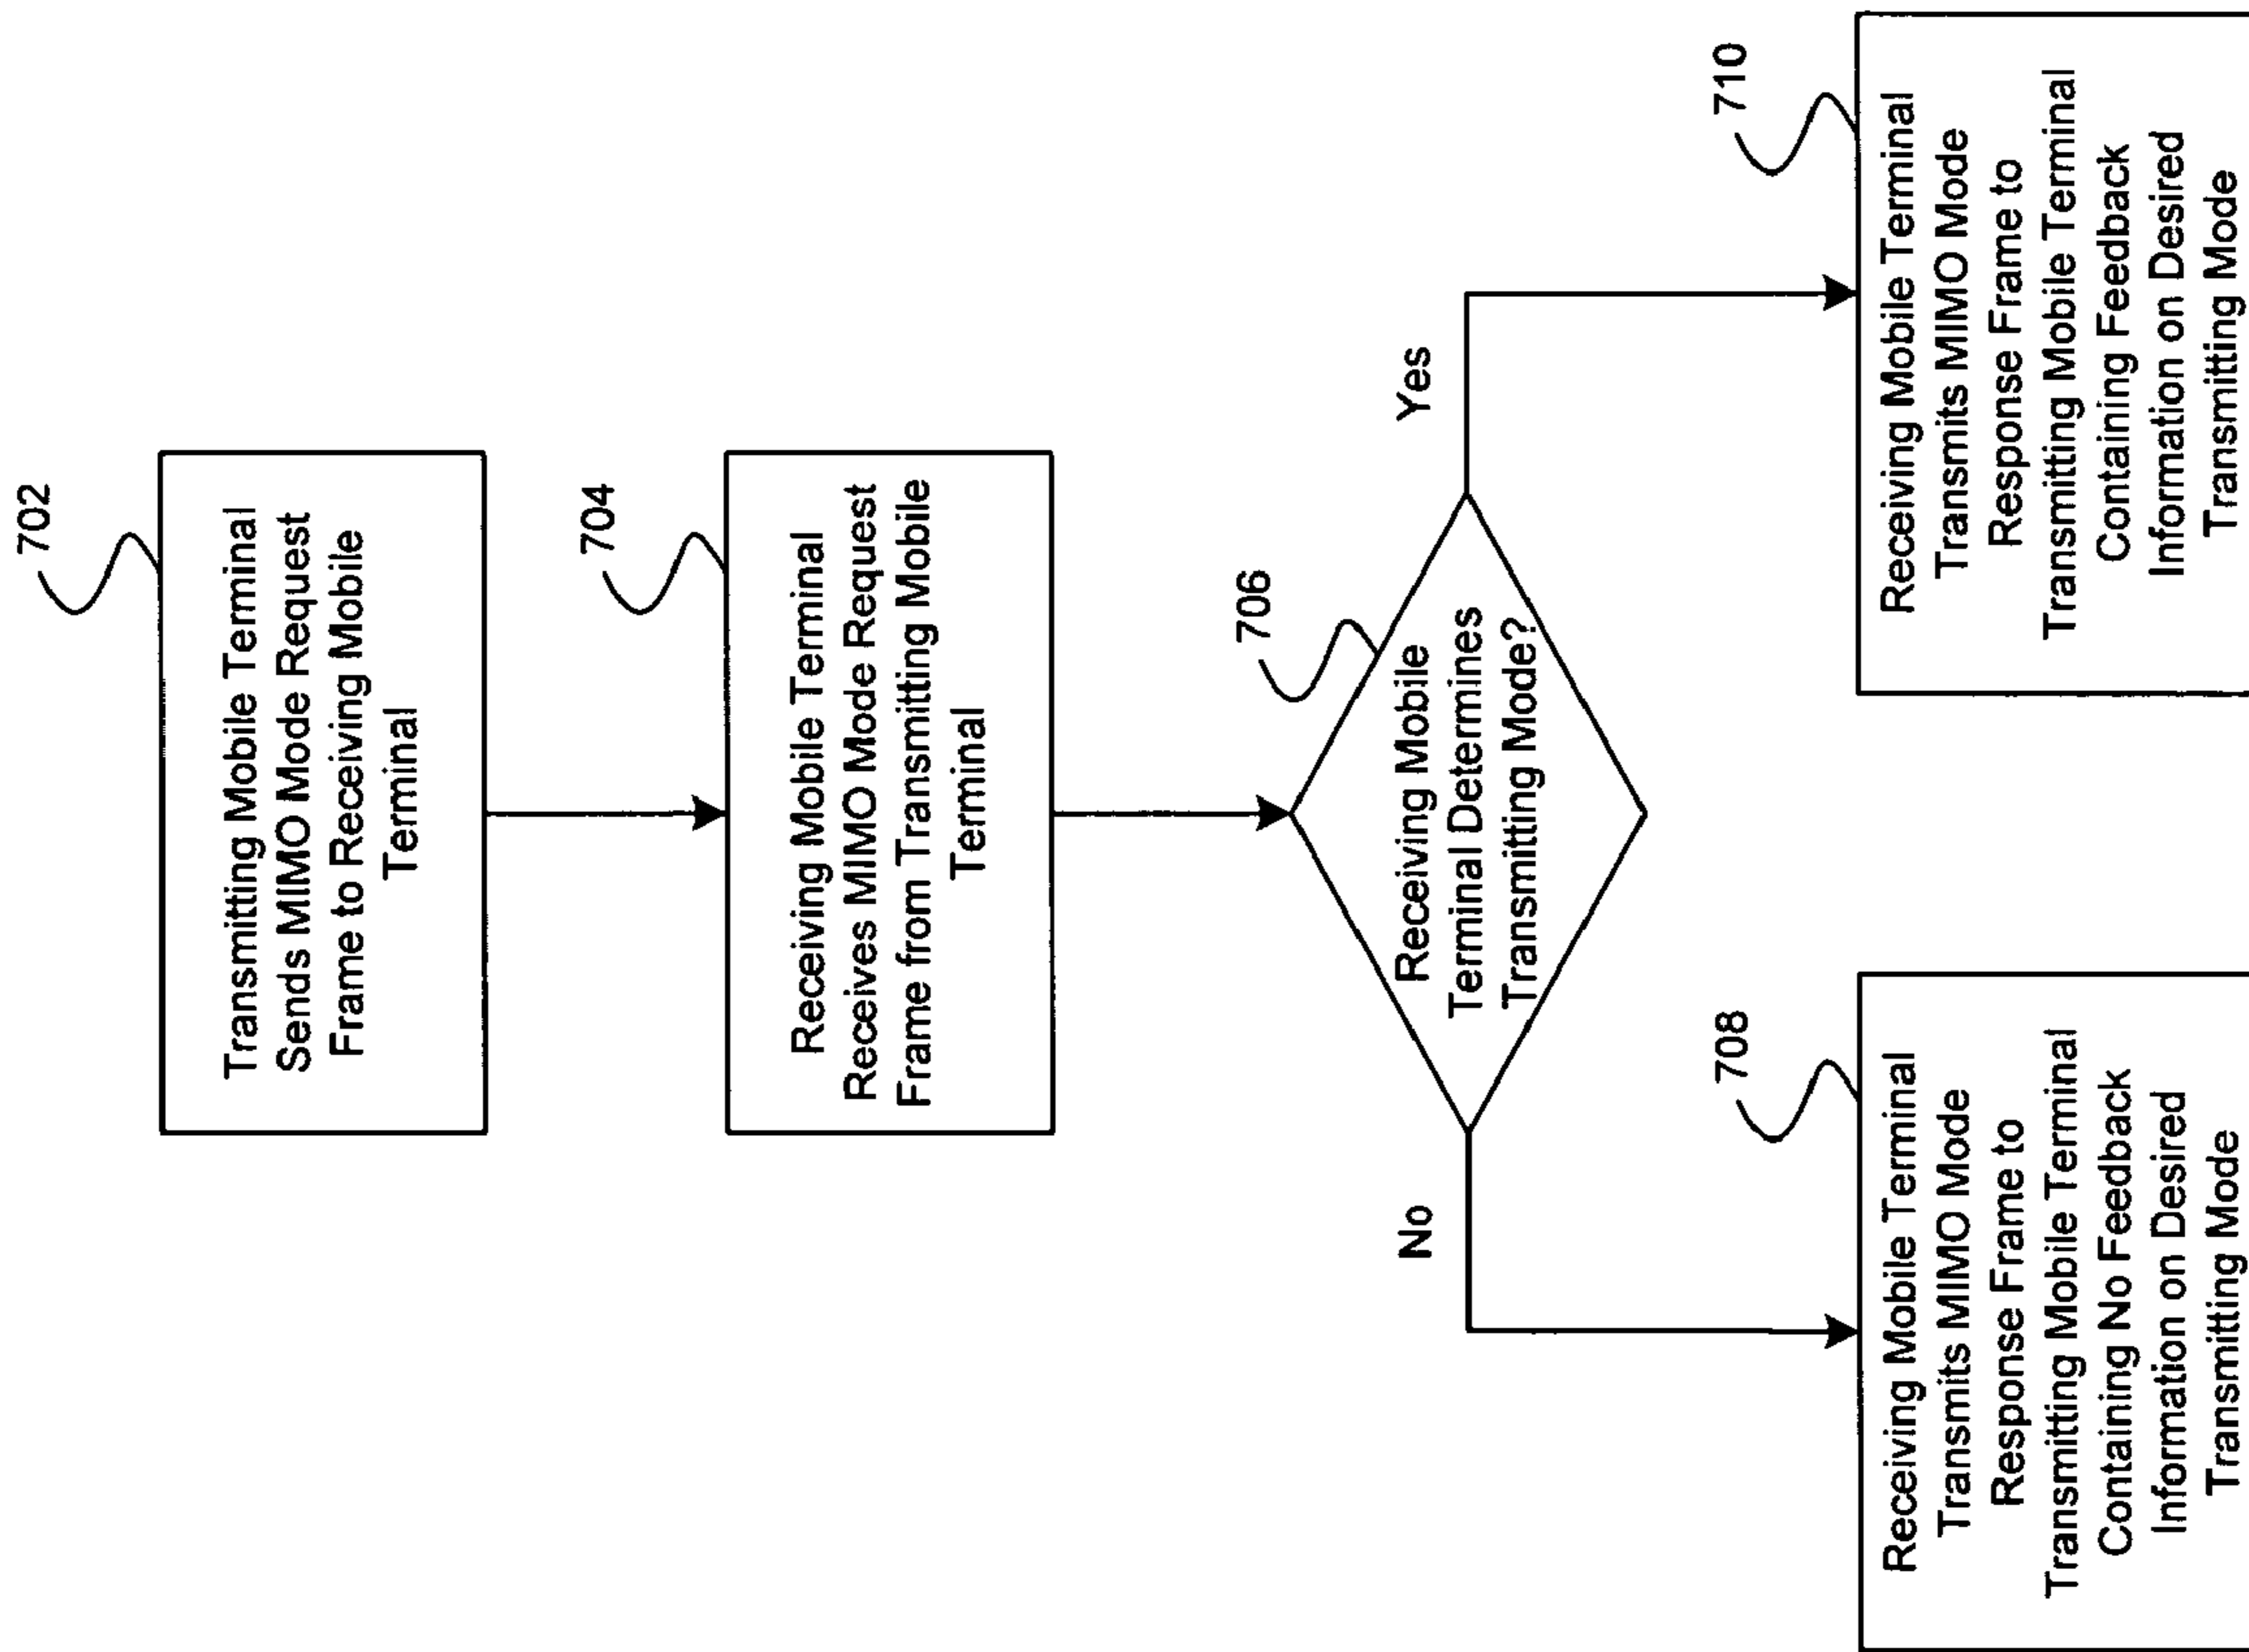 702
Transmitting Mobile Terminal
Sends MIMO Mode Request
Frame to Receiving Mobile
Terminal
704
Receiving Mobile Terminal
Receives MIMO Mode Request
Frame from Transmitting Mobile
Terminal
706
Receiving Mobile
Terminal Determines
Transmitting Mode?
No
Yes
708
Receiving Mobile Terminal
Transmits MIMO Mode
Response Frame to
Transmitting Mobile Terminal
Containing No Feedback
Information on Desired
Transmitting Mode
710
Receiving Mobile Terminal
Transmits MIMO Mode
Response Frame to
Transmitting Mobile Terminal
Containing Feedback
Information on Desired
Transmitting Mode